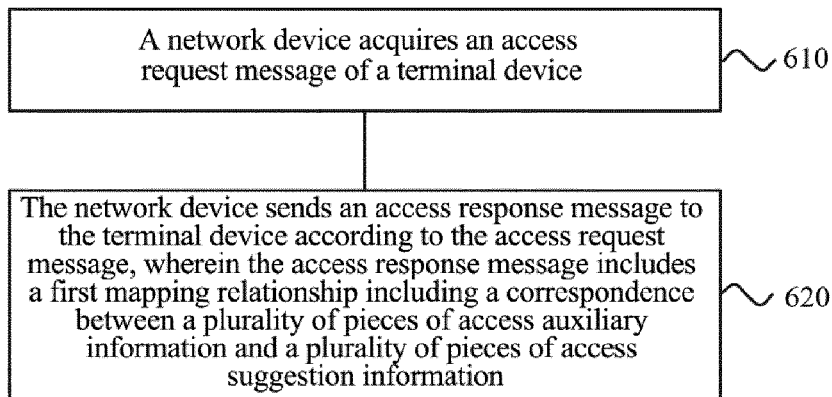 A network device acquires an access
request message of a terminal device
610
The network device sends an access response message to
the terminal device according to the access request
message, wherein the access response message includes
a first mapping relationship including a correspondence
between a plurality of pieces of access auxiliary
information and a plurality of pieces of access
suggestion information
620